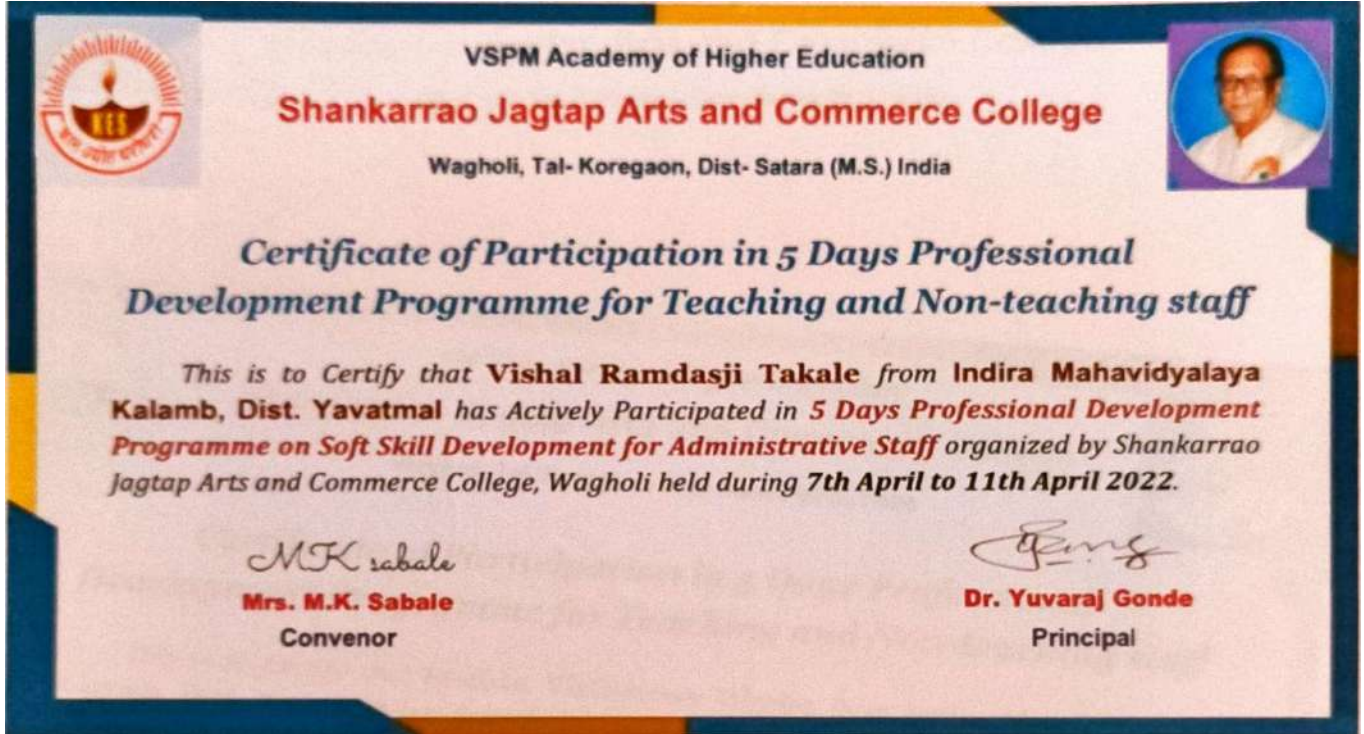 VSPM Academy of Higher Education
Shankarrao Jagtap Arts and Commerce College
Wagholi, Tal- Koregaon, Dist- Satara (M.S.) India
KES
Certificate of Participation in 5 Days Professional
Development Programme for Teaching and Non-teaching staff
This is to Certify that Vishal Ramdasji Takale from Indira Mahavidyalaya
Kalamb, Dist. Yavatmal has Actively Participated in 5 Days Professional Development
Programme on Soft Skill Development for Administrative Staff organized by Shankarrao
Jagtap Arts and Commerce College, Wagholi held during 7th April to 11th April 2022.
MK sabale
Mrs. M.K. Sabale
Convenor
Dr. Yuvaraj Gonde
Principal